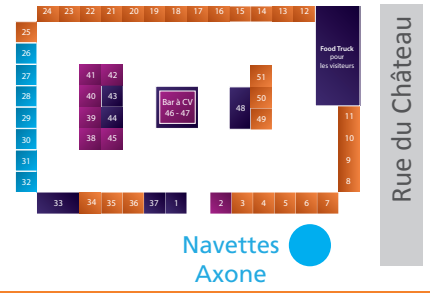 24 23 22 21 20 19 18 17 16 15 14 13 12
25
26
27
28
29
30
31
32
41 42
40 43
39 44
38 45
Bar à CV
46 - 47
48
51
50
49
Food Truck
pour
les visiteurs
11
10
9
8
33 34 35 36 37 1
2 3 4 5 6 7
Navettes
Axone
Rue du Château